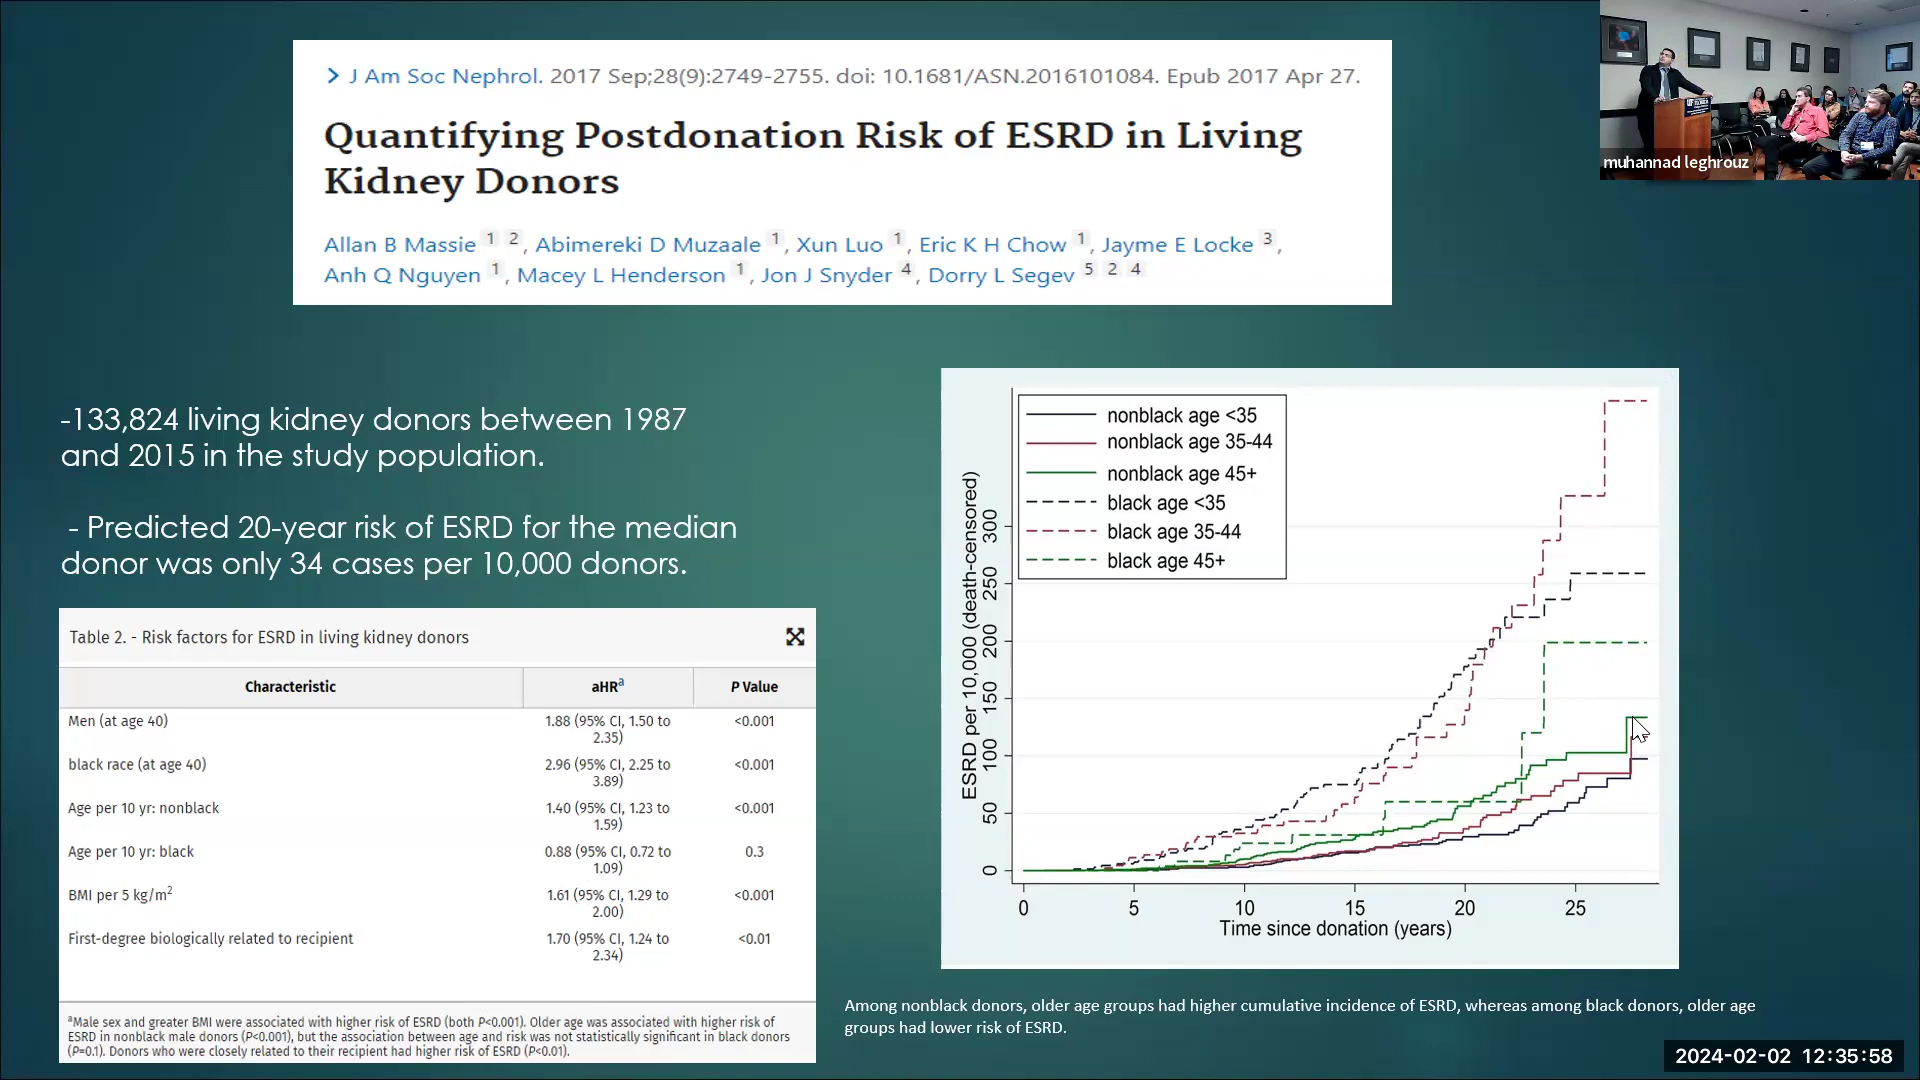 > J Am Soc Nephrol. 2017 Sep;28(9):2749-2755. doi: 10.1681/ASN.2016101084. Epub 2017 Apr 27.
Quantifying Postdonation Risk of ESRD in Living
Kidney Donors
Allan B Massie 1 2, Abimereki D Muzaale 1, Xun Luo 1, Eric K H Chow 1, Jayme E Locke 3,
Anh Q Nguyen 1, Macey L Henderson 1, Jon J Snyder 4, Dorry L Segev 5 2 4
muhannad leghrouz
-133,824 living kidney donors between 1987
and 2015 in the study population.
- Predicted 20-year risk of ESRD for the median
donor was only 34 cases per 10,000 donors.
Table 2. - Risk factors for ESRD in living kidney donors
Characteristic aHRa P Value
Men (at age 40) 1.88 (95% CI, 1.50 to <0.001
2.35)
black race (at age 40) 2.96 (95% CI, 2.25 to <0.001
3.89)
Age per 10 yr: nonblack 1.40 (95% CI, 1.23 to <0.001
1.59)
Age per 10 yr: black 0.88 (95% CI, 0.72 to 0.3
1.09)
BMI per 5 kg/m2 1.61 (95% CI, 1.29 to <0.001
2.00)
First-degree biologically related to recipient 1.70 (95% CI, 1.24 to <0.01
2.34)
aMale sex and greater BMI were associated with higher risk of ESRD (both P<0.001). Older age was associated with higher risk of
ESRD in nonblack male donors (P<0.001), but the association between age and risk was not statistically significant in black donors
(P=0.1). Donors who were closely related to their recipient had higher risk of ESRD (P<0.01).
nonblack age <35
nonblack age 35-44
nonblack age 45+
black age <35
black age 35-44
black age 45+
ESRD per 10,000 (death-censored)
300
250
200
150
100
50
0
0 5 10 15 20 25
Time since donation (years)
Among nonblack donors, older age groups had higher cumulative incidence of ESRD, whereas among black donors, older age
groups had lower risk of ESRD.
2024-02-02 12:35:58